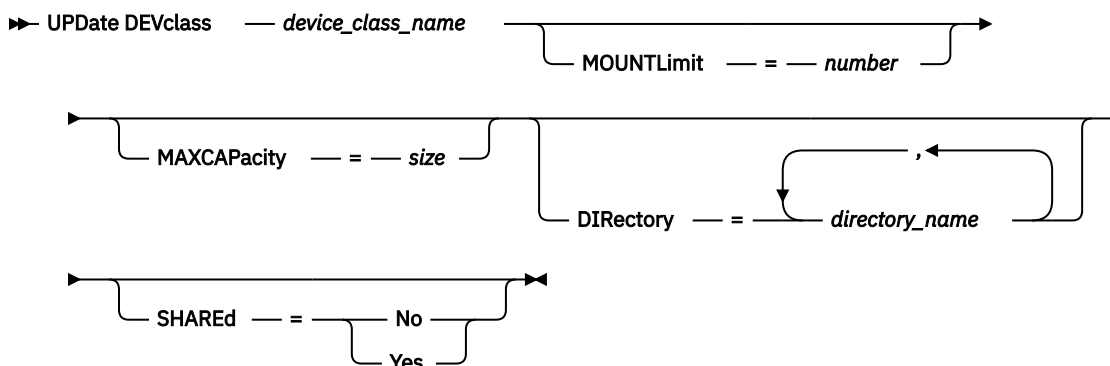 UPDate DEVclass device_class_name
MOUNTLimit = number
MAXCAPacity = size
,
DIRectory = directory_name
SHAREd = No
Yes